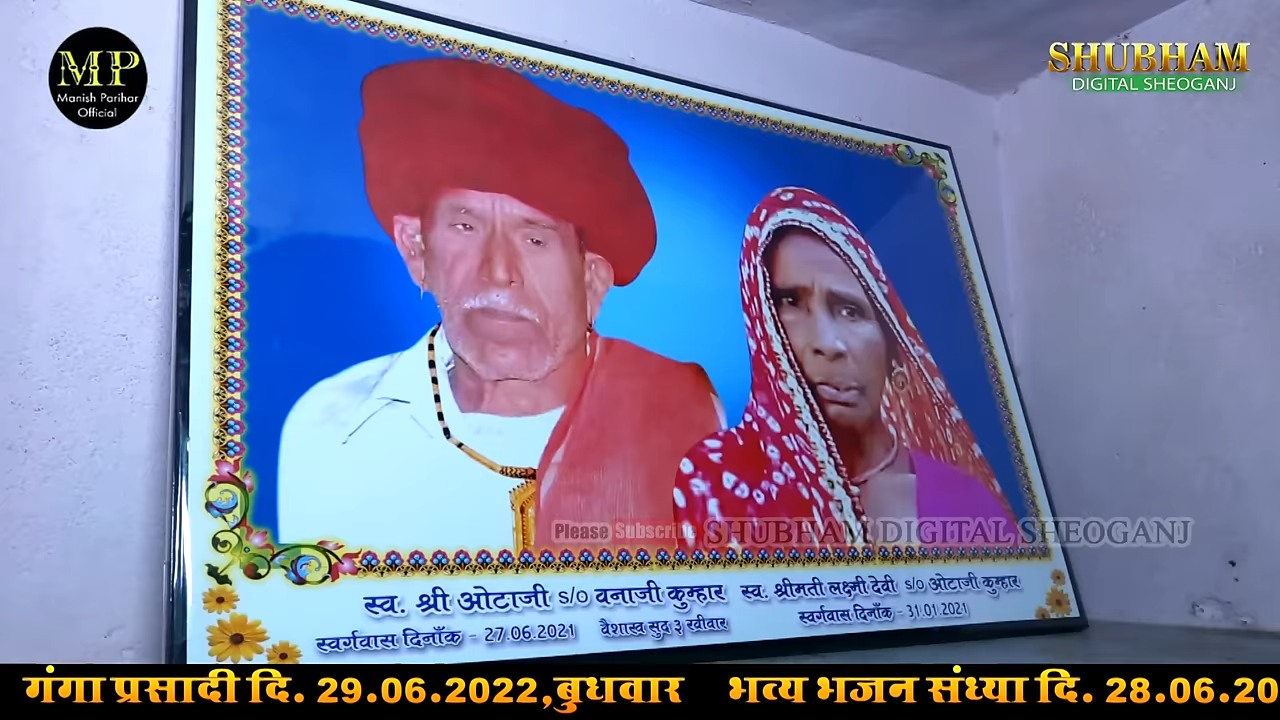 MP
Manish Parihar
Official
SHUBHAM
DIGITAL SHEOGANJ
Please Subscribe SHUBHAM DIGITAL SHEOGANJ
स्व. श्री ओटाजी S/O वनाजी कुम्हार
स्वर्गवास दिनाँक - 27.06.2021 वैशाख सुद ३ रवीवार
स्व. श्रीमती लक्ष्मी देवी S/O ओटाजी कुम्हार
स्वर्गवास दिनाँक - 31.01.2021
गंगा प्रसादी दि. 29.06.2022,बुधवार भव्य भजन संध्या दि. 28.06.20